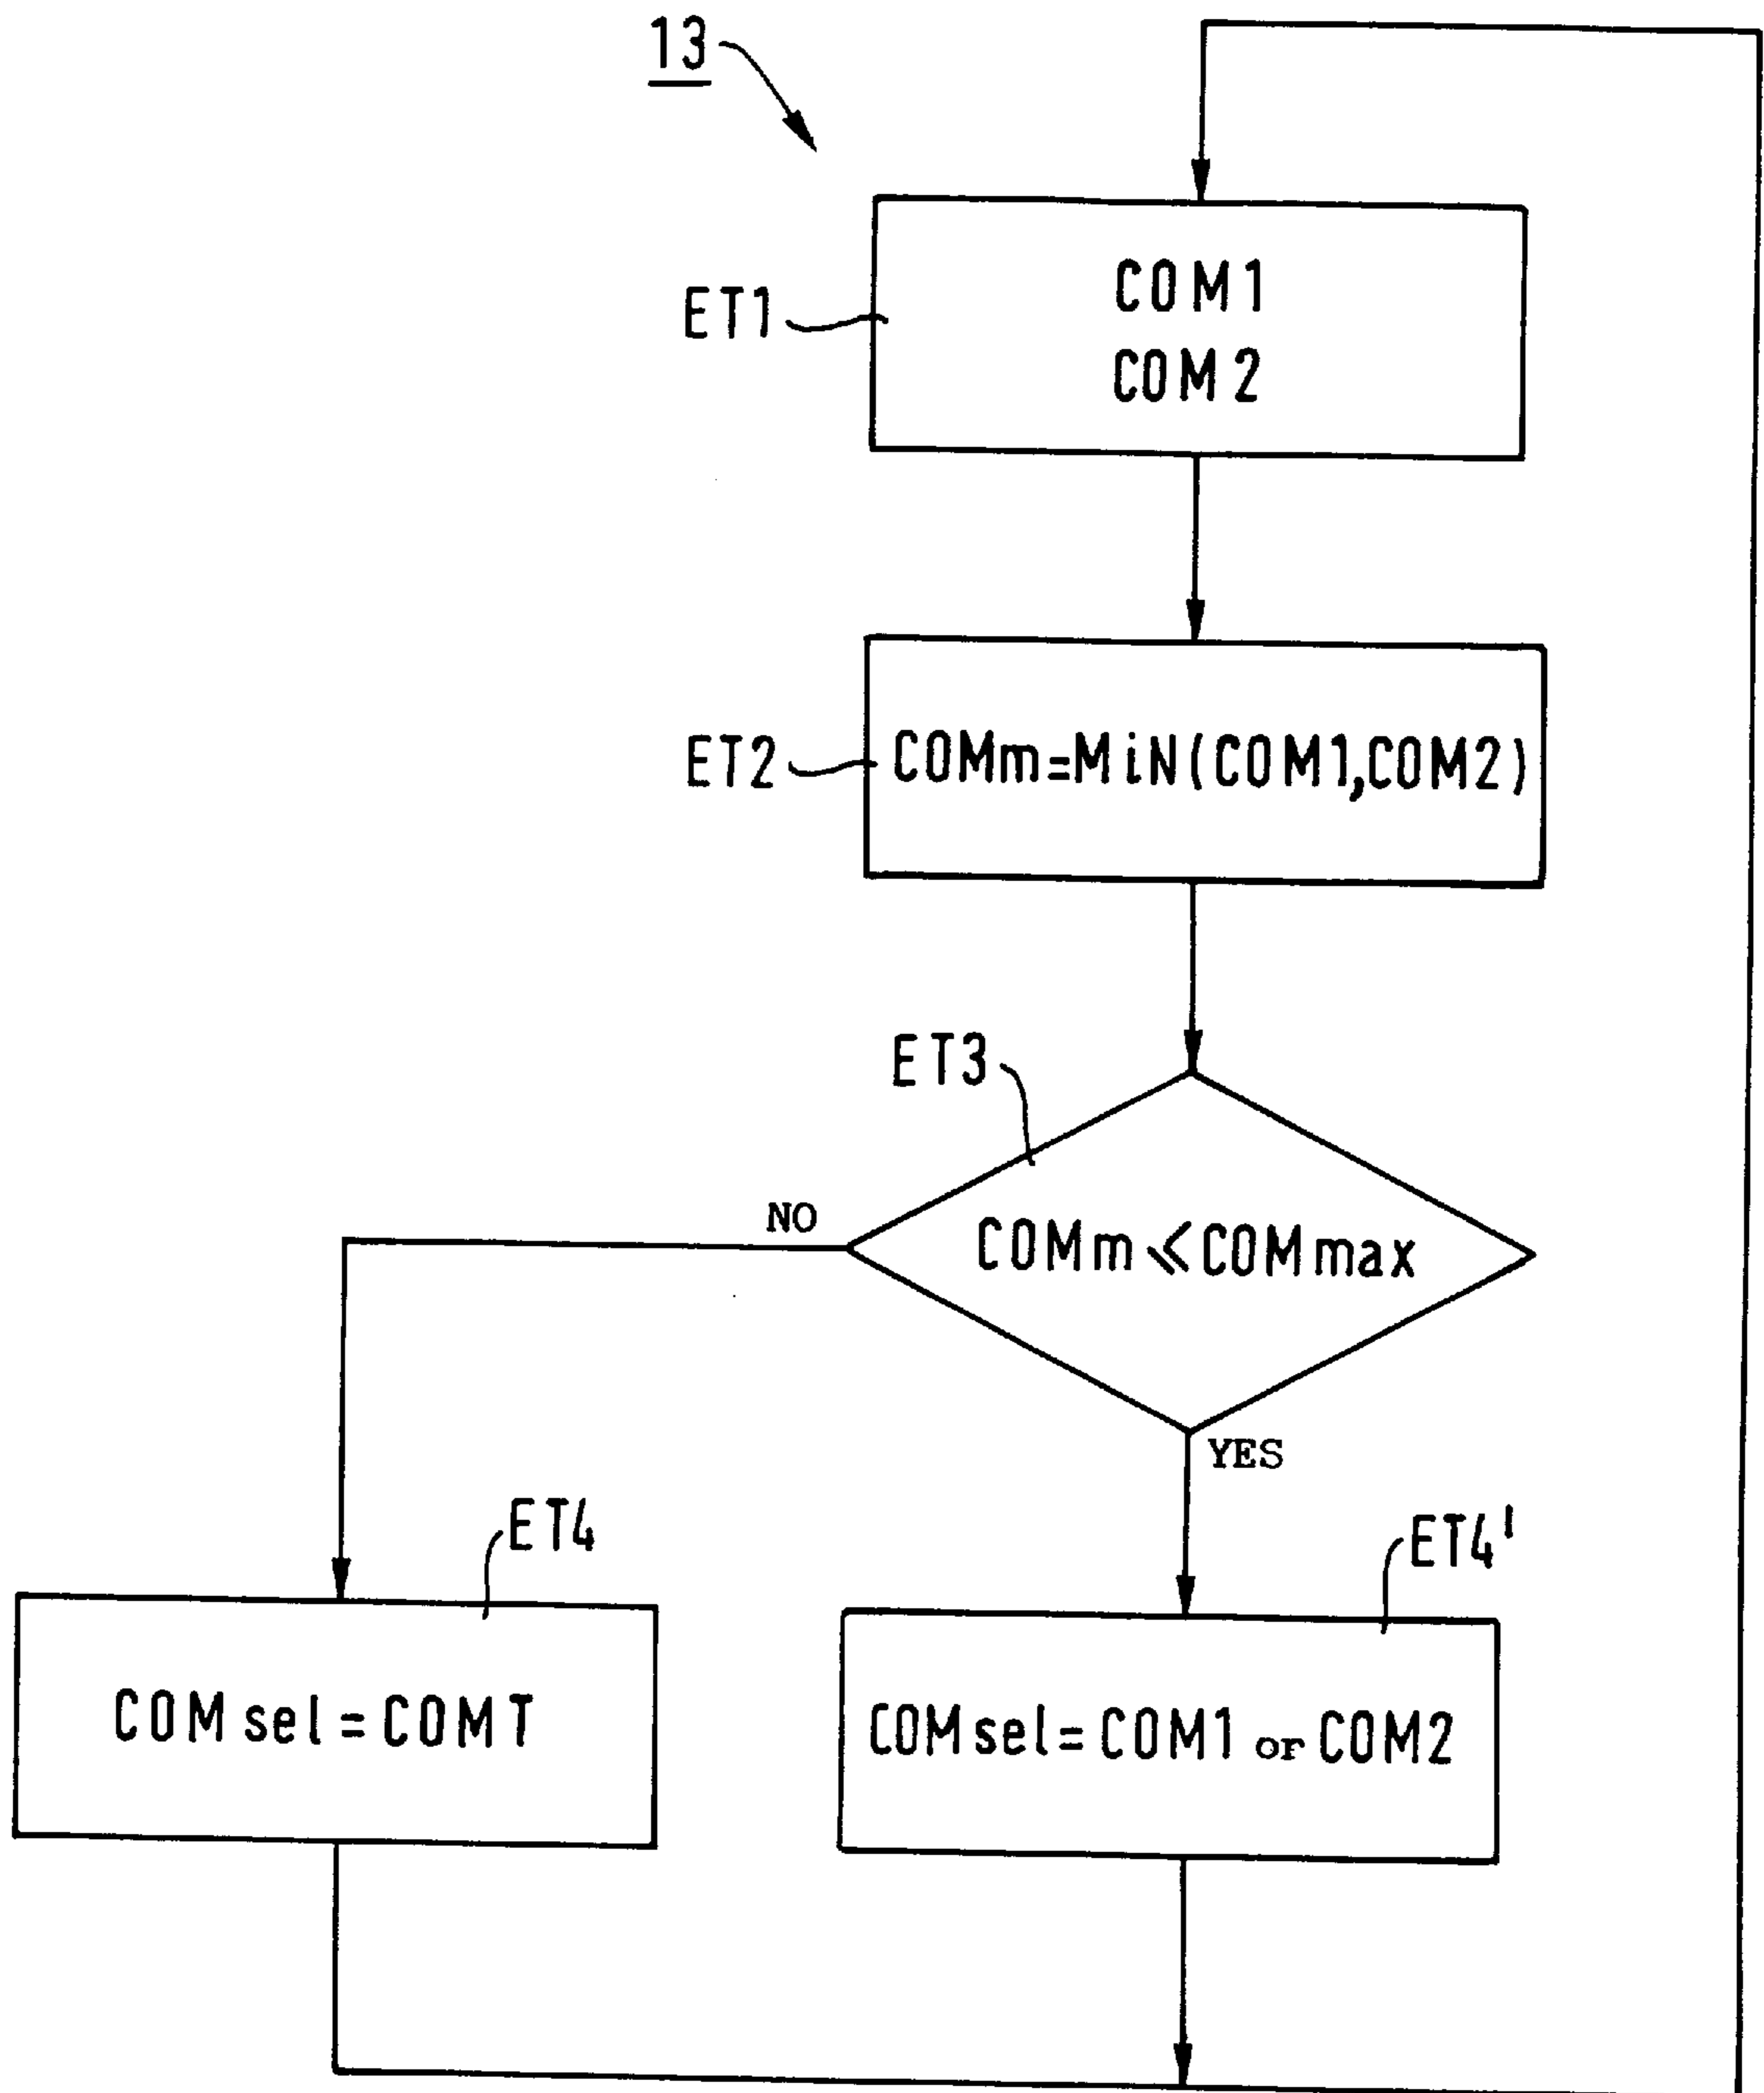 13
COM1
COM2
ET1
ET2
COMm=MiN(COM1,COM2)
ET3
NO
COMm ≤ COMmax
YES
ET4
ET4'
COMsel=COMT
COMsel=COM1 or COM2